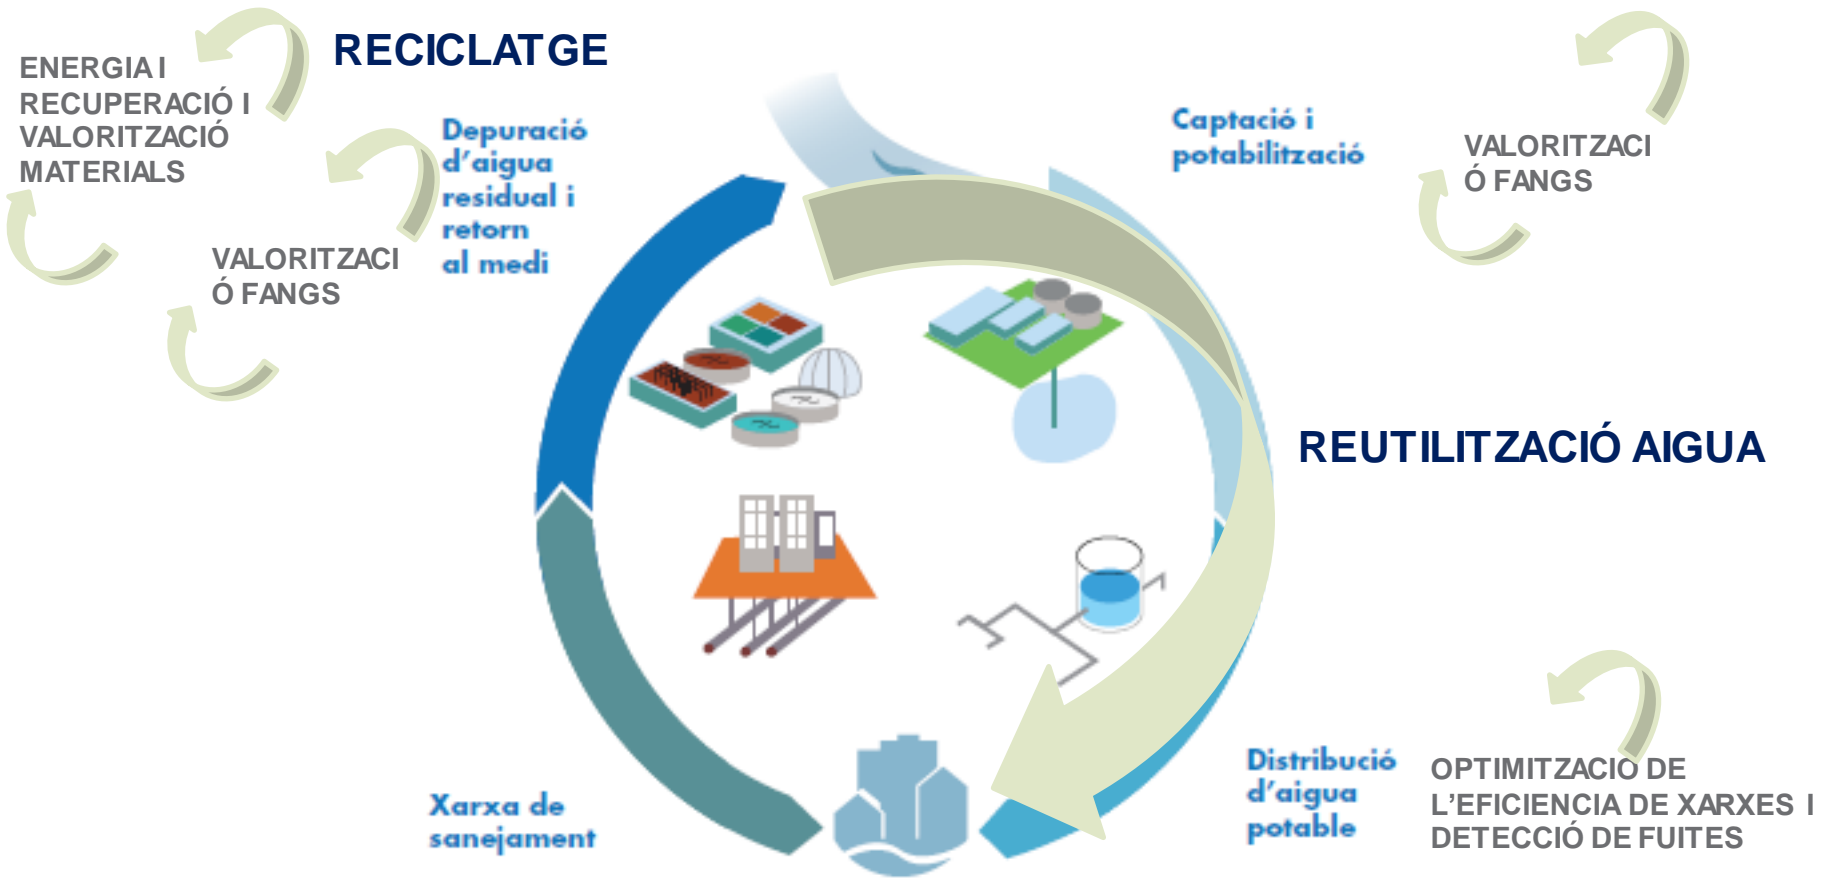 RECICLATGE
ENERGIA I
RECUPERACIÓ I
VALORITZACIÓ
MATERIALS
Depuració
d'aigua
residual i
retorn
al medi
VALORITZACI
Ó FANGS
Captació i
potabilització
VALORITZACI
Ó FANGS
REUTILITZACIÓ AIGUA
Xarxa de
sanejament
Distribució
d'aigua
potable
OPTIMITZACIÓ DE
L'EFICIENCIA DE XARXES I
DETECCIÓ DE FUITES